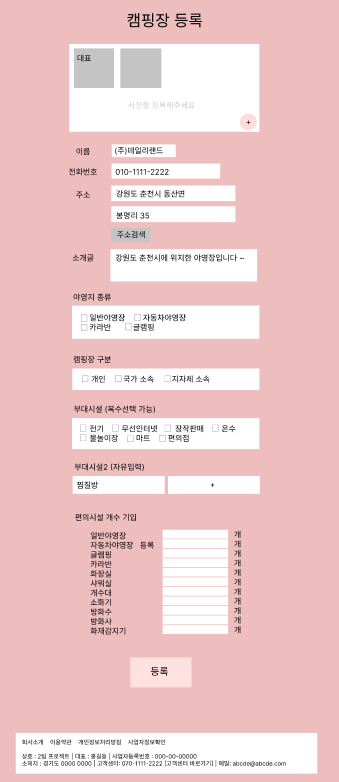 캠핑장 등록
대표
사진을 등록해주세요
+
이름 (주)데일리랜드
전화번호 010-1111-2222
주소 강원도 춘천시 동산면
봉명리 35
주소검색
소개글 강원도 춘천시에 위치한 야영장입니다 ~
야영지 종류
일반야영장 자동차야영장
카라반 글램핑
캠핑장 구분
개인 국가 소속 지자체 소속
부대시설 (복수선택 가능)
전기 무선인터넷 장작판매 온수
물놀이장 마트 편의점
부대시설2 (자유입력)
찜질방 +
편의시설 개수 기입
일반야영장 개
자동차야영장 등록 개
글램핑 개
카라반 개
화장실 개
샤워실 개
개수대 개
소화기 개
방화수 개
방화사 개
화재감지기 개
등록
회사소개 이용약관 개인정보처리방침 사업자정보확인
상호 : 2팀 프로젝트 | 대표 : 홍길동 | 사업자등록번호 : 000-00-00000
소재지 : 경기도 0000 0000 | 고객센터: 070-1111-2222 [고객센터 바로가기] | 메일: abcde@abcde.com